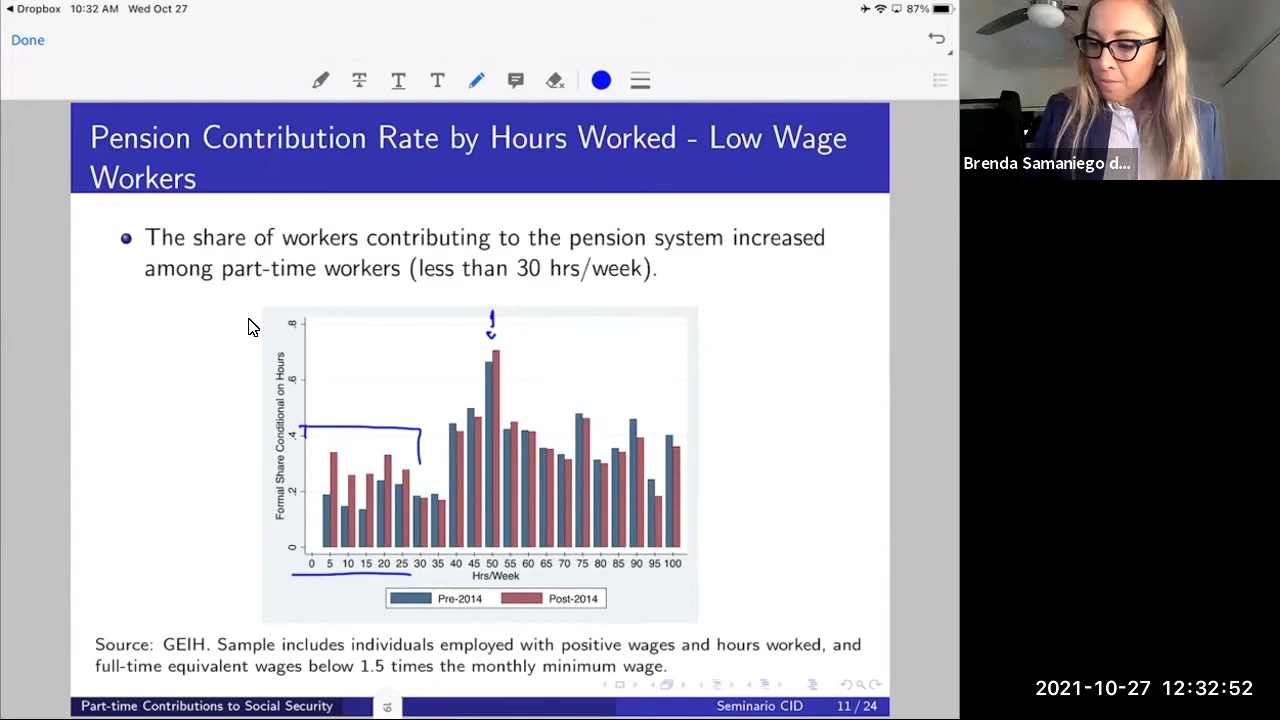 Dropbox 10:32 AM Wed Oct 27
87%
Done
T T T
Pension Contribution Rate by Hours Worked - Low Wage
Workers
The share of workers contributing to the pension system increased
among part-time workers (less than 30 hrs/week).
Formal Share Conditional on Hours
.8
.6
.4
.2
0
0 5 10 15 20 25 30 35 40 45 50 55 60 65 70 75 80 85 90 95 100
Hrs/Week
Pre-2014 Post-2014
Source: GEIH. Sample includes individuals employed with positive wages and hours worked, and
full-time equivalent wages below 1.5 times the monthly minimum wage.
Part-time Contributions to Social Security 19 Seminario CID 11 / 24
Brenda Samaniego d...
2021-10-27 12:32:52